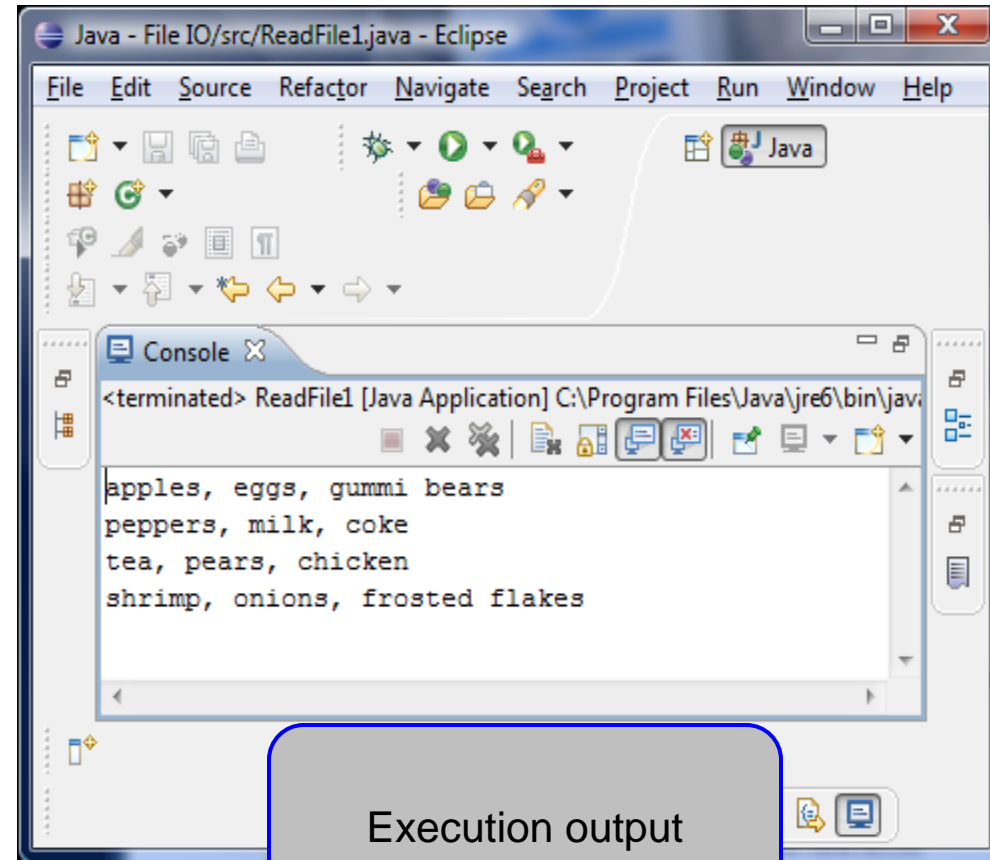 Java - File IO/src/ReadFile1.java - Eclipse
File Edit Source Refactor Navigate Search Project Run Window Help
Java
Console
<terminated> ReadFile1 [Java Application] C:\Program Files\Java\jre6\bin\java
apples, eggs, gummi bears
peppers, milk, coke
tea, pears, chicken
shrimp, onions, frosted flakes
Execution output